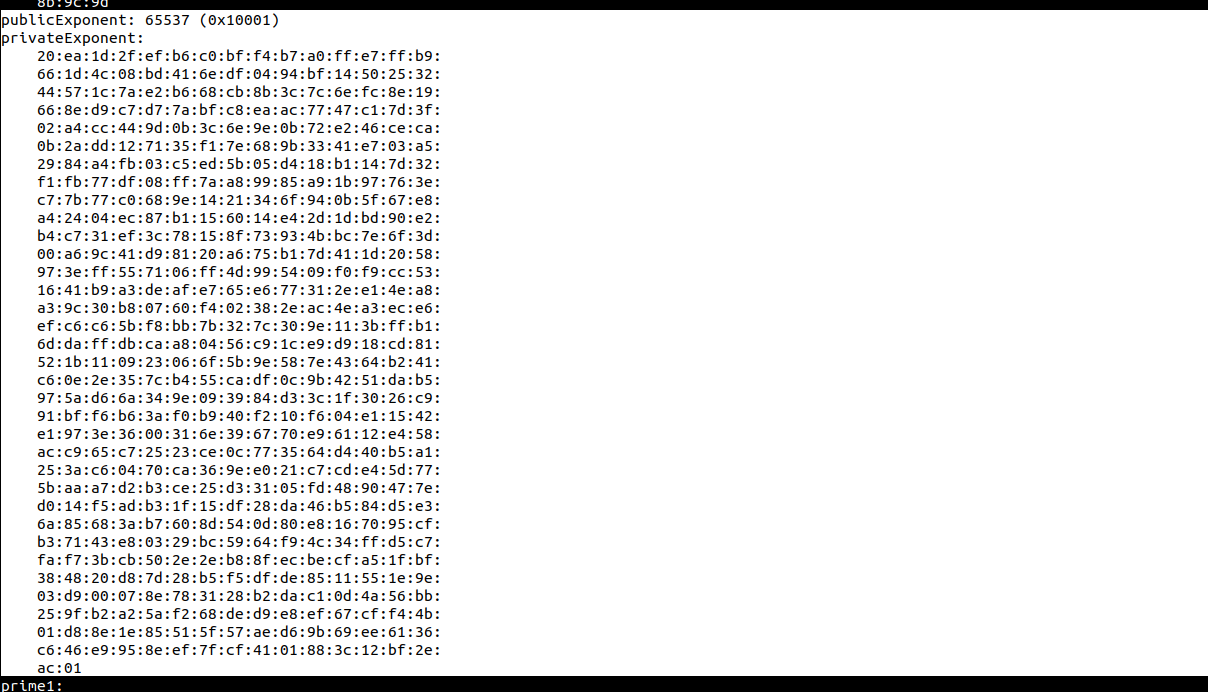 8b:9c:9d
publicExponent: 65537 (0x10001)
privateExponent:
20:ea:1d:2f:ef:b6:c0:bf:f4:b7:a0:ff:e7:ff:b9:
66:1d:4c:08:bd:41:6e:df:04:94:bf:14:50:25:32:
44:57:1c:7a:e2:b6:68:cb:8b:3c:7c:6e:fc:8e:19:
66:8e:d9:c7:d7:7a:bf:c8:ea:ac:77:47:c1:7d:3f:
02:a4:cc:44:9d:0b:3c:6e:9e:0b:72:e2:46:ce:ca:
0b:2a:dd:12:71:35:f1:7e:68:9b:33:41:e7:03:a5:
29:84:a4:fb:03:c5:ed:5b:05:d4:18:b1:14:7d:32:
f1:fb:77:df:08:ff:7a:a8:99:85:a9:1b:97:76:3e:
c7:7b:77:c0:68:9e:14:21:34:6f:94:0b:5f:67:e8:
a4:24:04:ec:87:b1:15:60:14:e4:2d:1d:bd:90:e2:
b4:c7:31:ef:3c:78:15:8f:73:93:4b:bc:7e:6f:3d:
00:a6:9c:41:d9:81:20:a6:75:b1:7d:41:1d:20:58:
97:3e:ff:55:71:06:ff:4d:99:54:09:f0:f9:cc:53:
16:41:b9:a3:de:af:e7:65:e6:77:31:2e:e1:4e:a8:
a3:9c:30:b8:07:60:f4:02:38:2e:ac:4e:a3:ec:e6:
ef:c6:c6:5b:f8:bb:7b:32:7c:30:9e:11:3b:ff:b1:
6d:da:ff:db:ca:a8:04:56:c9:1c:e9:d9:18:cd:81:
52:1b:11:09:23:06:6f:5b:9e:58:7e:43:64:b2:41:
c6:0e:2e:35:7c:b4:55:ca:df:0c:9b:42:51:da:b5:
97:5a:d6:6a:34:9e:09:39:84:d3:3c:1f:30:26:c9:
91:bf:f6:b6:3a:f0:b9:40:f2:10:f6:04:e1:15:42:
e1:97:3e:36:00:31:6e:39:67:70:e9:61:12:e4:58:
ac:c9:65:c7:25:23:ce:0c:77:35:64:d4:40:b5:a1:
25:3a:c6:04:70:ca:36:9e:e0:21:c7:cd:e4:5d:77:
5b:aa:a7:d2:b3:ce:25:d3:31:05:fd:48:90:47:7e:
d0:14:f5:ad:b3:1f:15:df:28:da:46:b5:84:d5:e3:
6a:85:68:3a:b7:60:8d:54:0d:80:e8:16:70:95:cf:
b3:71:43:e8:03:29:bc:59:64:f9:4c:34:ff:d5:c7:
fa:f7:3b:cb:50:2e:2e:b8:8f:ec:be:cf:a5:1f:bf:
38:48:20:d8:7d:28:b5:f5:df:de:85:11:55:1e:9e:
03:d9:00:07:8e:78:31:28:b2:da:c1:0d:4a:56:bb:
25:9f:b2:a2:5a:f2:68:de:d9:e8:ef:67:cf:f4:4b:
01:d8:8e:1e:85:51:5f:57:ae:d6:9b:69:ee:61:36:
c6:46:e9:95:8e:ef:7f:cf:41:01:88:3c:12:bf:2e:
ac:01
prime1: